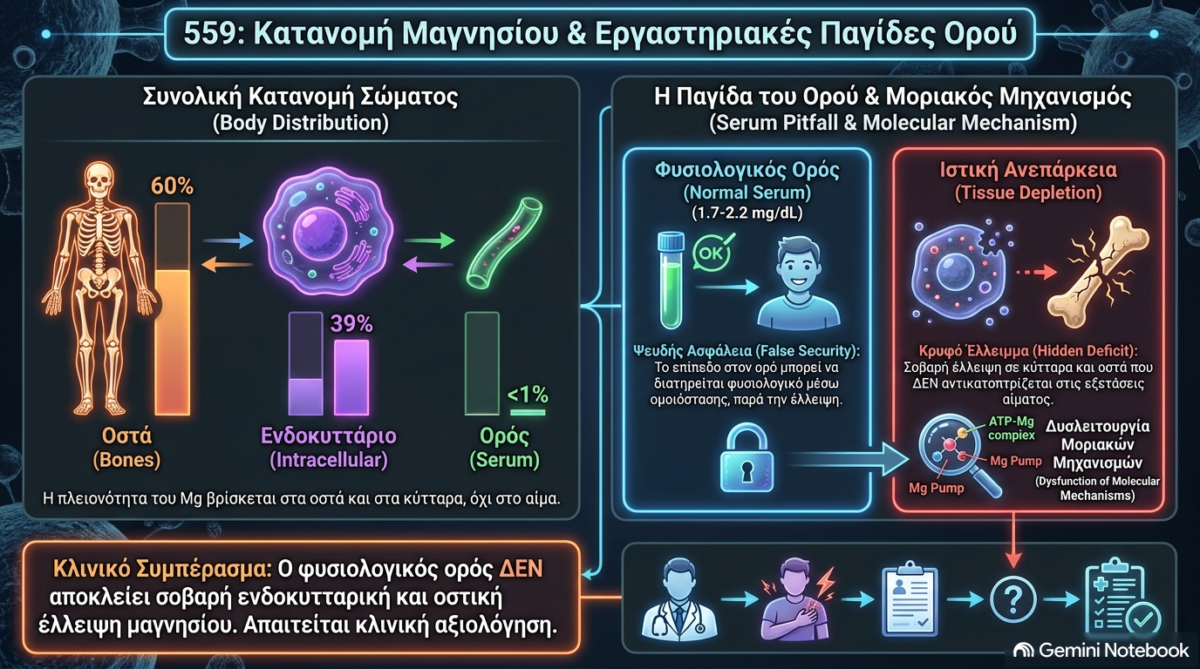 559: Κατανομή Μαγνησίου & Εργαστηριακές Παγίδες Ορού
Συνολική Κατανομή Σώματος
(Body Distribution)
60%
39%
<1%
Οστά
(Bones)
Ενδοκυττάριο
(Intracellular)
Ορός
(Serum)
Η πλειονότητα του Mg βρίσκεται στα οστά και στα κύτταρα, όχι στο αίμα.
Η Παγίδα του Ορού & Μοριακός Μηχανισμός
(Serum Pitfall & Molecular Mechanism)
Φυσιολογικός Ορός
(Normal Serum)
(1.7-2.2 mg/dL)
OK
Ψευδής Ασφάλεια (False Security):
Το επίπεδο στον ορό μπορεί να
διατηρείται φυσιολογικό μέσω
ομοιόστασης, παρά την έλλειψη.
Ιστική Ανεπάρκεια
(Tissue Depletion)
Κρυφό Έλλειμμα (Hidden Deficit):
Σοβαρή έλλειψη σε κύτταρα και οστά που
ΔΕΝ αντικατοπτρίζεται στις εξsτάσεις
αίματος.
ATP-Mg
compiex
Mg Pump
Mg Pump
Δυσλειτουργία
Μοριακών
Μηχανισμών
(Dysfunction of Molecular
Mechanisms)
Κλινικό Συμπέρασμα: Ο φυσιολογικός ορός ΔΕΝ
αποκλείει σοβαρή ενδοκυτταρική και οστική
έλλειψη μαγνησίου. Απαιτείται κλινική αξιολόγηση.
?
Gemini Notebook